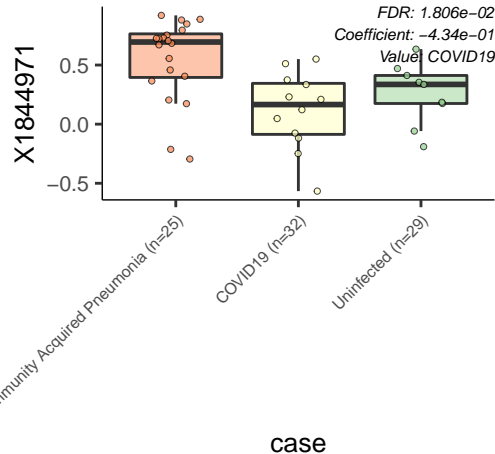 FDR: 1.806e−02
Coefficient: −4.34e−01
Value: COVID19
X1844971
0.5
0.0
−0.5
Acquired Pneumonia (n=25)
COVID19 (n=32)
Uninfected (n=29)
case